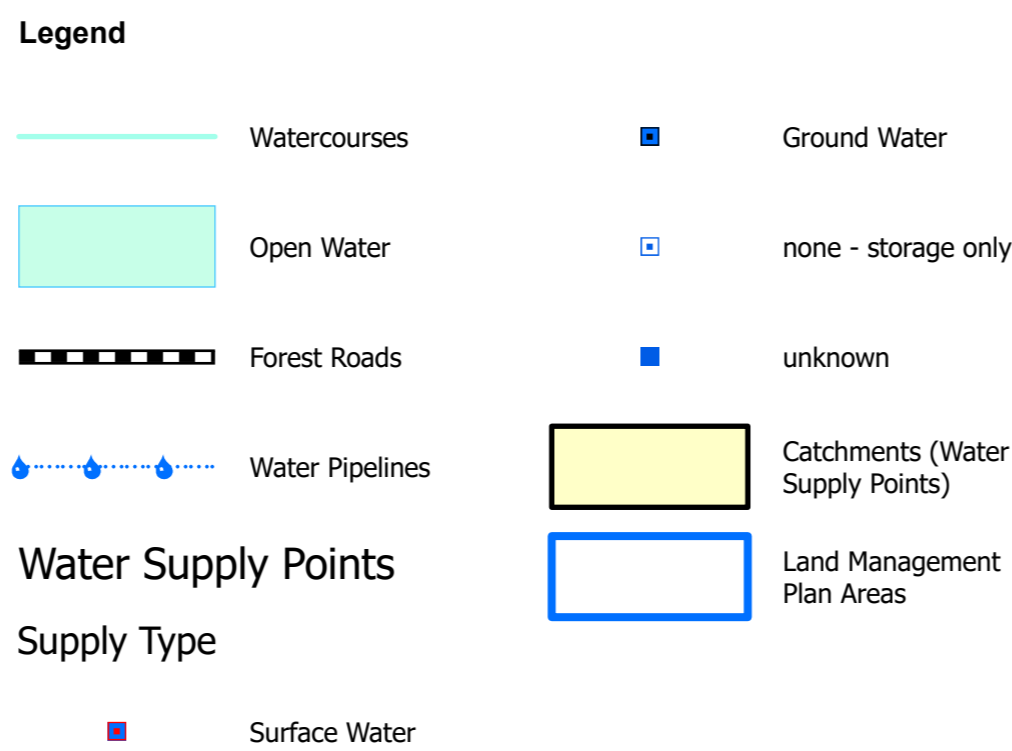 Legend
Watercourses
Open Water
Forest Roads
Water Pipelines
Water Supply Points
Supply Type
Surface Water
Ground Water
none - storage only
unknown
Catchments (Water
Supply Points)
Land Management
Plan Areas